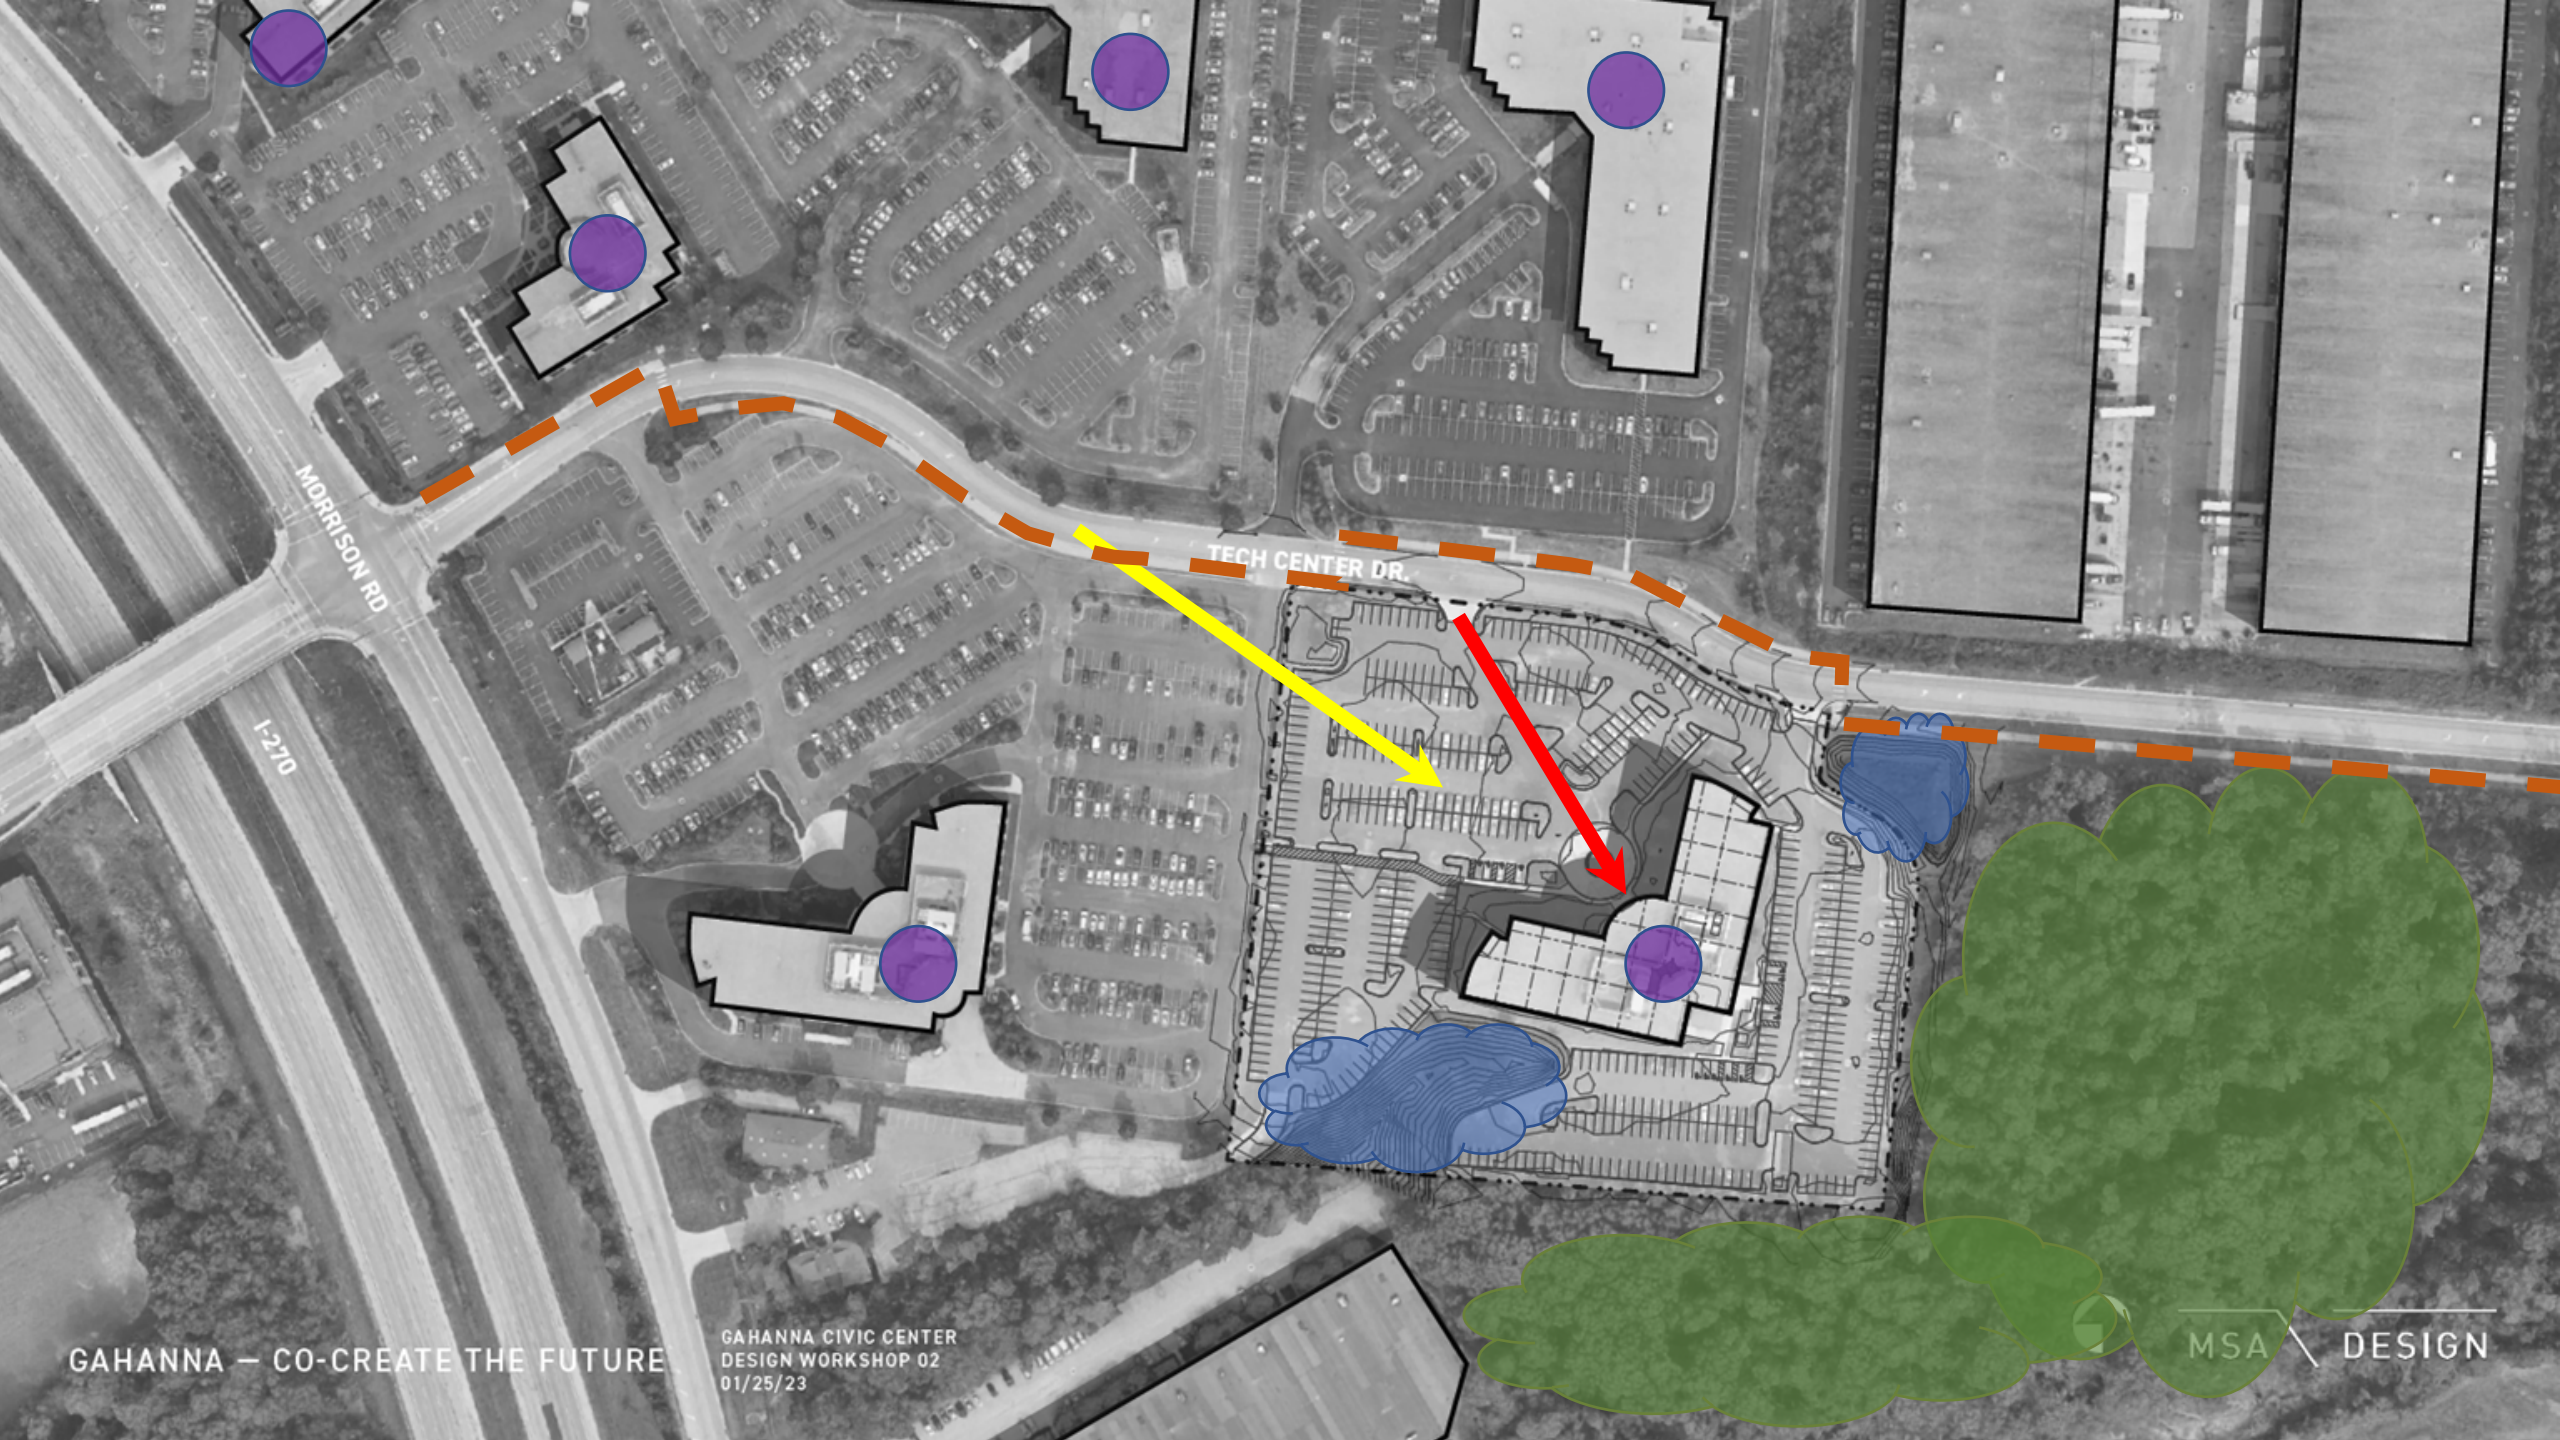 MORRISON RD
TECH CENTER DR.
I-270
GAHANNA — CO-CREATE THE FUTURE
GAHANNA CIVIC CENTER
DESIGN WORKSHOP 02
01/25/23
MSA DESIGN